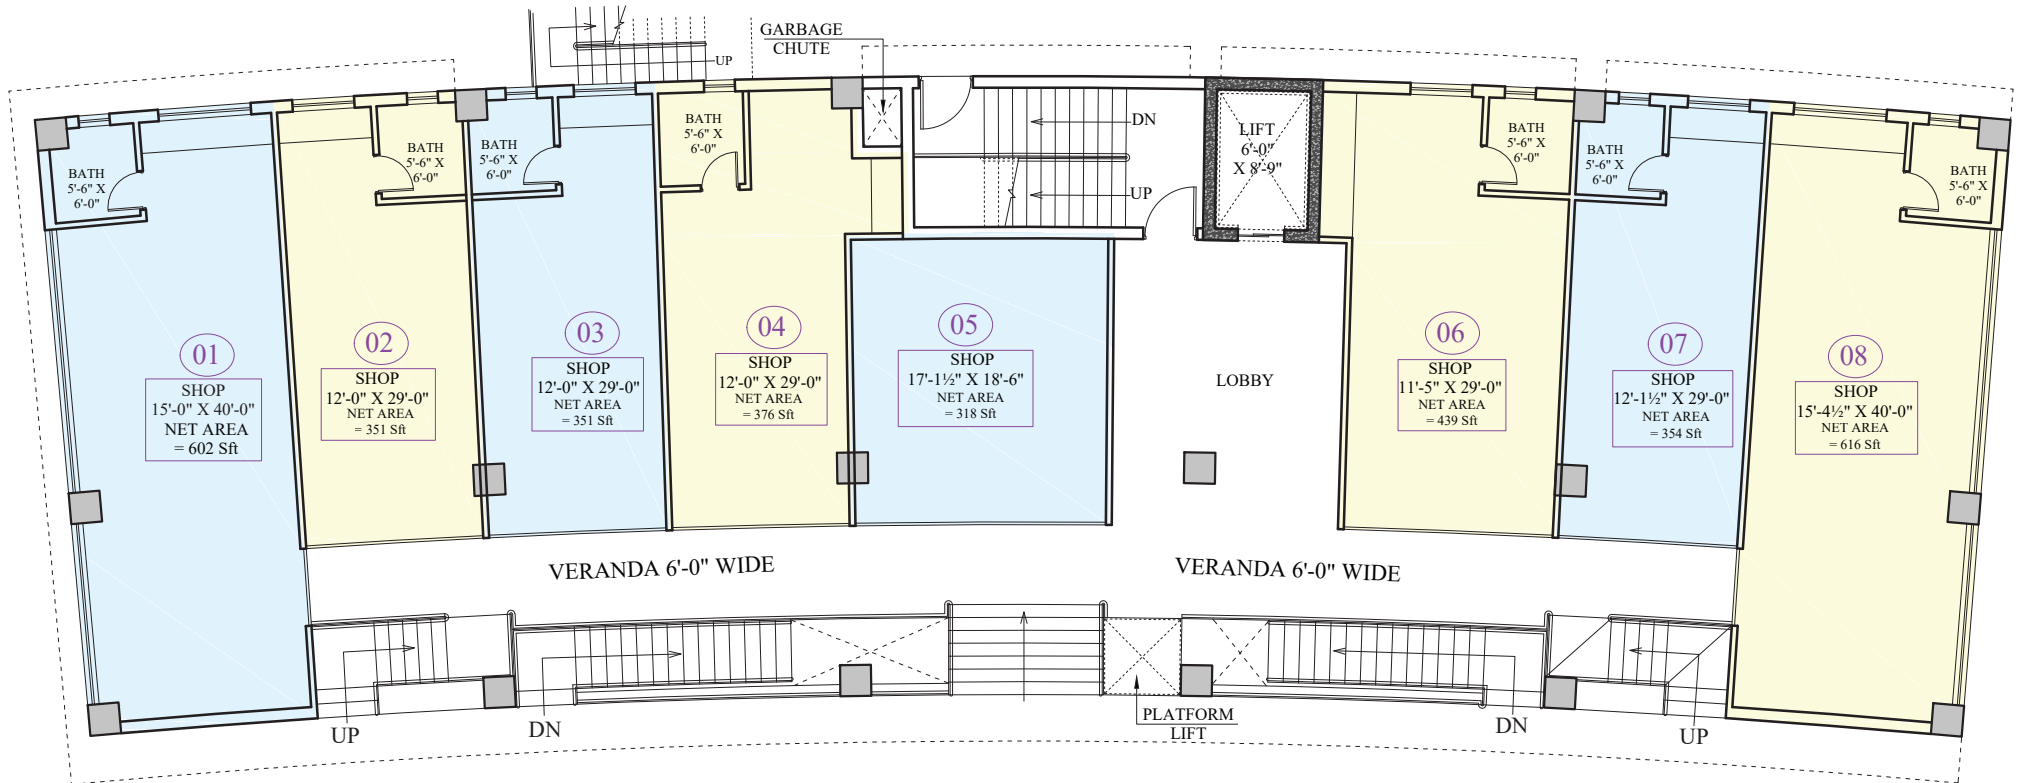 GARBAGE
CHUTE
UP
BATH
5'-6" X
6'-0"
BATH
5'-6" X
6'-0"
BATH
5'-6" X
6'-0"
BATH
5'-6" X
6'-0"
DN
UP
LIFT
6'-0"
X 8'-9"
BATH
5'-6" X
6'-0"
BATH
5'-6" X
6'-0"
BATH
5'-6" X
6'-0"
01
SHOP
15'-0" X 40'-0"
NET AREA
= 602 Sft
02
SHOP
12'-0" X 29'-0"
NET AREA
= 351 Sft
03
SHOP
12'-0" X 29'-0"
NET AREA
= 351 Sft
04
SHOP
12'-0" X 29'-0"
NET AREA
= 376 Sft
05
SHOP
17'-1½" X 18'-6"
NET AREA
= 318 Sft
LOBBY
06
SHOP
11'-5" X 29'-0"
NET AREA
= 439 Sft
07
SHOP
12'-1½" X 29'-0"
NET AREA
= 354 Sft
08
SHOP
15'-4½" X 40'-0"
NET AREA
= 616 Sft
VERANDA 6'-0" WIDE
VERANDA 6'-0" WIDE
UP
DN
PLATFORM
LIFT
DN
UP